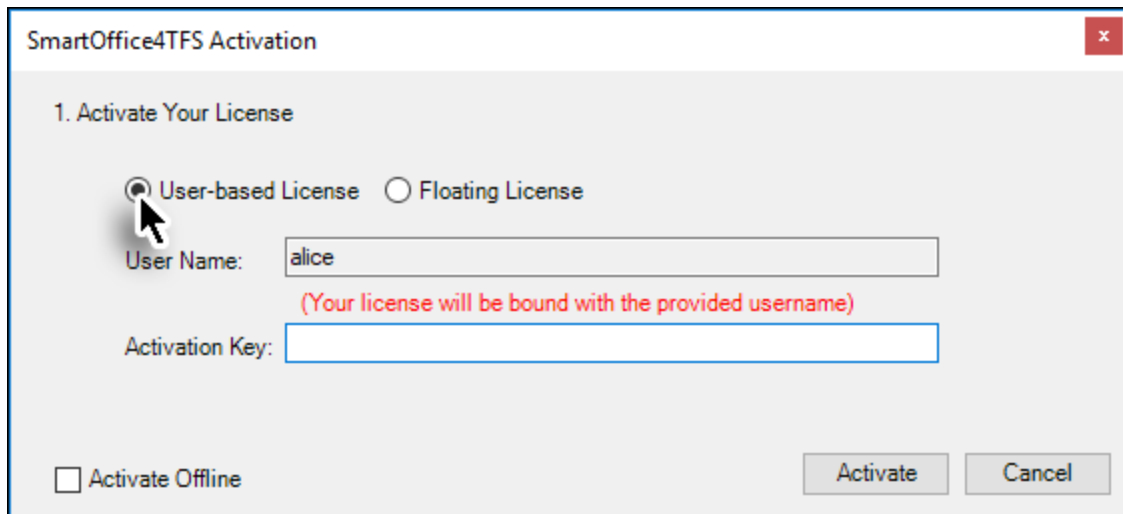 SmartOffice4TFS Activation
x
1. Activate Your License
User-based License Floating License
User Name: alice
(Your license will be bound with the provided username)
Activation Key:
Activate Offline Activate Cancel